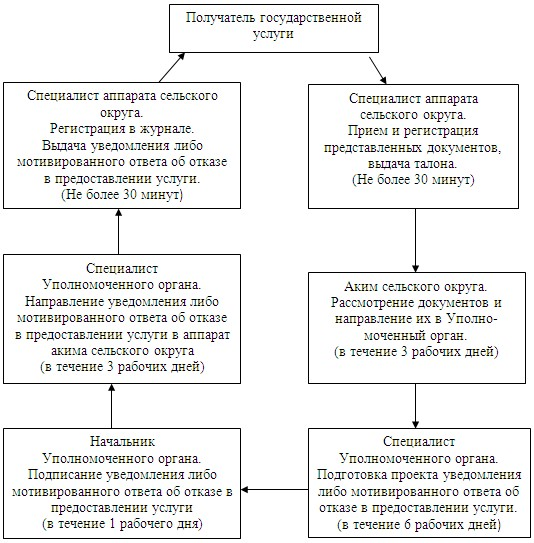 Получатель государственной
услуги
Специалист аппарата сельского
округа.
Прием и регистрация
представленных документов,
выдача талона.
(Не более 30 минут)
Аким сельского округа.
Рассмотрение документов и
направление их в Уполно-
моченный орган.
(в течение 3 рабочих дней)
Специалист
Уполномоченного органа.
Подготовка проекта уведомления
либо мотивированного ответа об
отказе в предоставлении услуги.
(в течение 6 рабочих дней)
Начальник
Уполномоченного органа.
Подписание уведомления либо
мотивированного ответа об отказе в
предоставлении услуги
(в течение 1 рабочего дня)
Специалист
Уполномоченного органа.
Направление уведомления либо
мотивированного ответа об отказе
в предоставлении услуги в аппарат
акима сельского округа
(в течение 3 рабочих дней)
Специалист аппарата сельского
округа.
Регистрация в журнале.
Выдача уведомления либо
мотивированного ответа об отказе
в предоставлении услуги.
(Не более 30 минут)